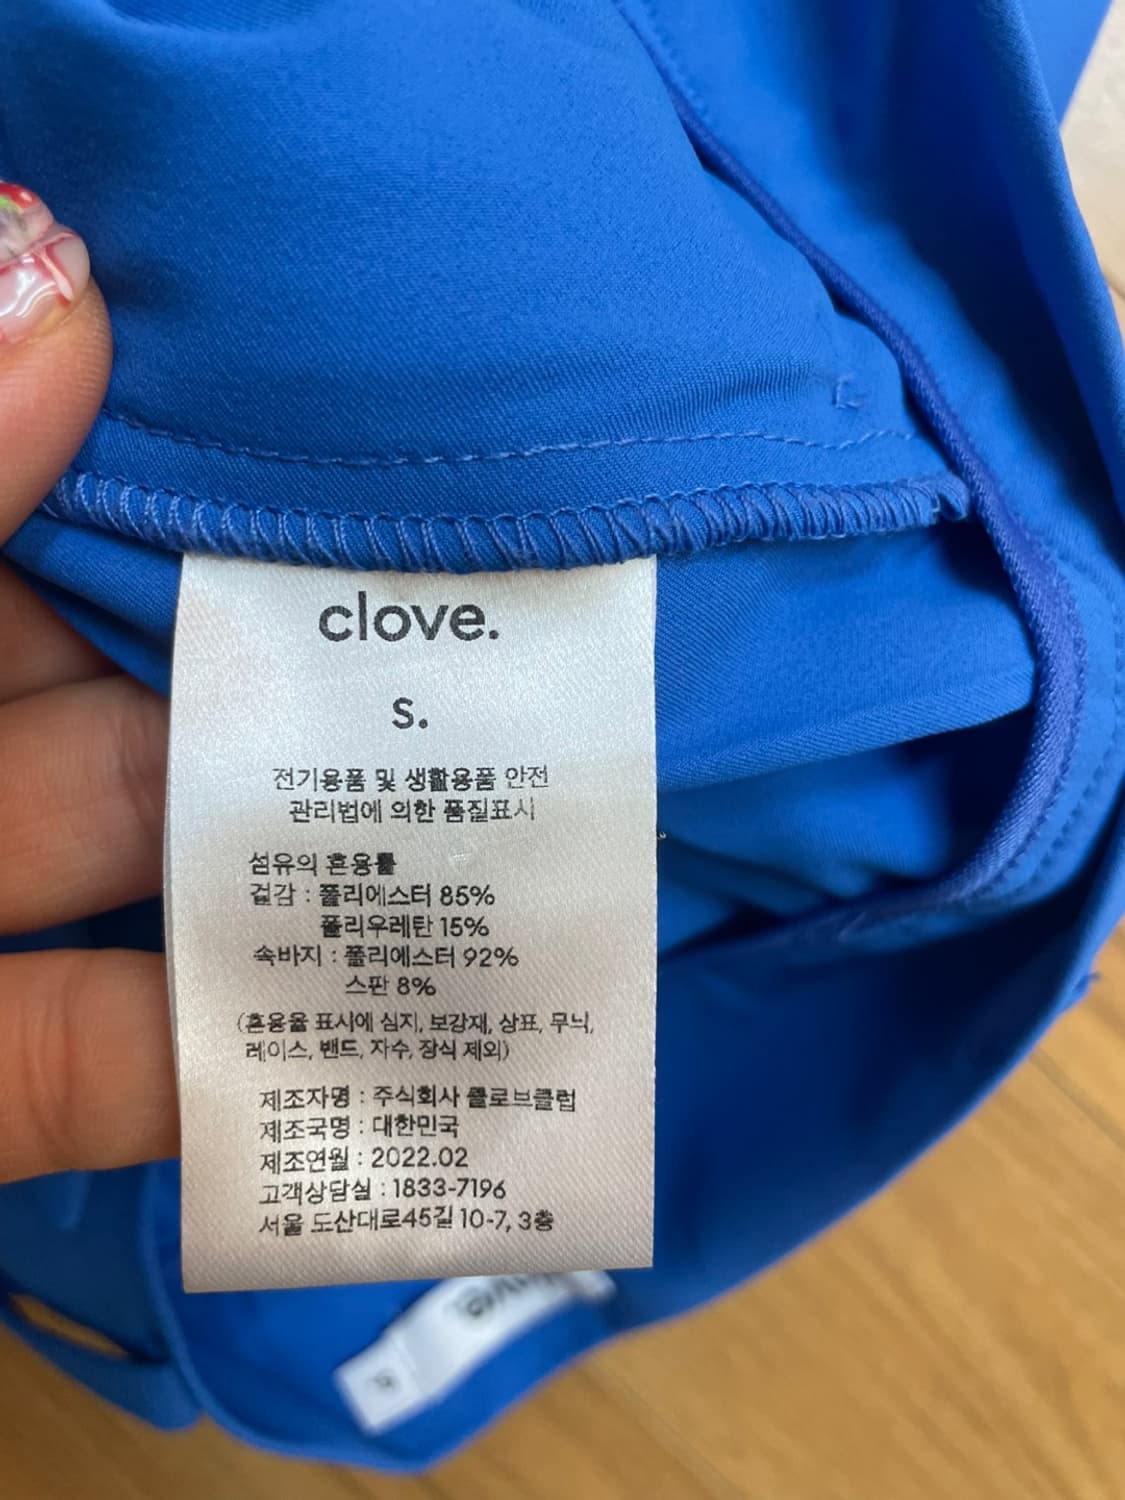 clove.
s.
전기용품 및 생활용품 안전
관리법에 의한 품질표시
섬유의 혼용률
겉감 : 폴리에스터 85%
폴리우레탄 15%
속바지 : 폴리에스터 92%
스판 8%
(혼용율 표시에 심지, 보강재, 상표, 무늬,
레이스, 밴드, 자수, 장식 제외)
제조자명 : 주식회사 클로브클럽
제조국명 : 대한민국
제조연월 : 2022.02
고객상담실 : 1833-7196
서울 도산대로45길 10-7, 3층